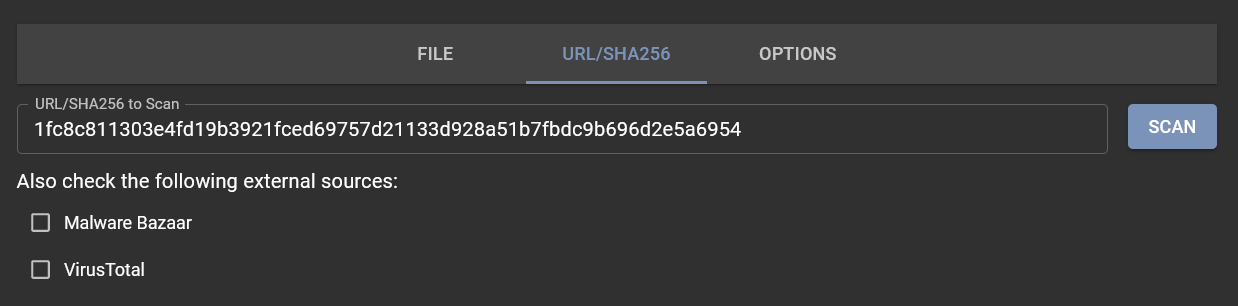 FILE
URL/SHA256
OPTIONS
URL/SHA256 to Scan
1fc8c811303e4fd19b3921fced69757d21133d928a51b7fbdc9b696d2e5a6954
SCAN
Also check the following external sources:
Malware Bazaar
VirusTotal